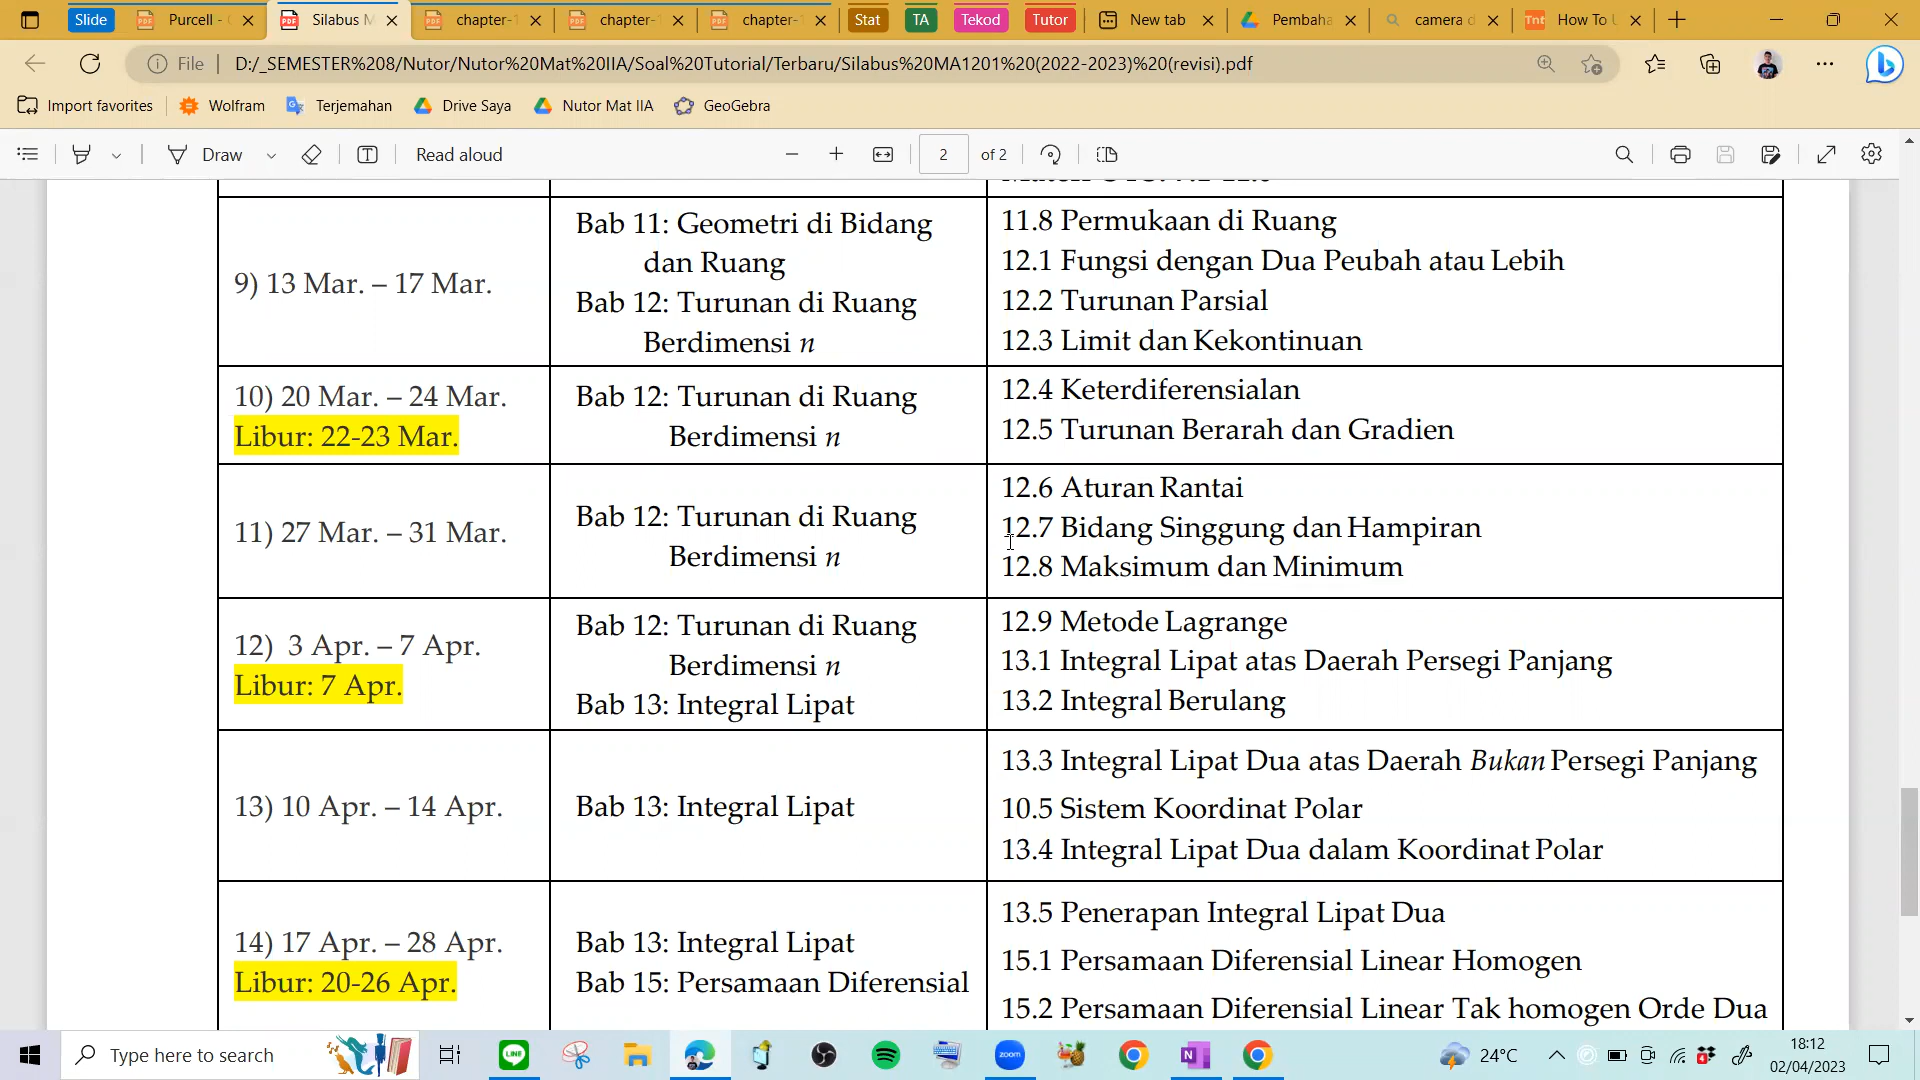 Slide
Purcell -
Silabus M
chapter-1
chapter-1
chapter-1
Stat
TA
Tekod
Tutor
New tab
Pembaha
camera d
Tnt
How To U
File
D:/_SEMESTER%208/Nutor/Nutor%20Mat%20IIA/Soal%20Tutorial/Terbaru/Silabus%20MA1201%20(2022-2023)%20(revisi).pdf
Import favorites
Wolfram
Terjemahan
Drive Saya
Nutor Mat IIA
GeoGebra
Draw
Read aloud
2
of 2
9) 13 Mar. – 17 Mar.
Bab 11: Geometri di Bidang
dan Ruang
Bab 12: Turunan di Ruang
Berdimensi n
11.8 Permukaan di Ruang
12.1 Fungsi dengan Dua Peubah atau Lebih
12.2 Turunan Parsial
12.3 Limit dan Kekontinuan
10) 20 Mar. – 24 Mar.
Libur: 22-23 Mar.
Bab 12: Turunan di Ruang
Berdimensi n
12.4 Keterdiferensialan
12.5 Turunan Berarah dan Gradien
11) 27 Mar. – 31 Mar.
Bab 12: Turunan di Ruang
Berdimensi n
12.6 Aturan Rantai
12.7 Bidang Singgung dan Hampiran
12.8 Maksimum dan Minimum
12) 3 Apr. – 7 Apr.
Libur: 7 Apr.
Bab 12: Turunan di Ruang
Berdimensi n
Bab 13: Integral Lipat
12.9 Metode Lagrange
13.1 Integral Lipat atas Daerah Persegi Panjang
13.2 Integral Berulang
13) 10 Apr. – 14 Apr.
Bab 13: Integral Lipat
13.3 Integral Lipat Dua atas Daerah Bukan Persegi Panjang
10.5 Sistem Koordinat Polar
13.4 Integral Lipat Dua dalam Koordinat Polar
14) 17 Apr. – 28 Apr.
Libur: 20-26 Apr.
Bab 13: Integral Lipat
Bab 15: Persamaan Diferensial
13.5 Penerapan Integral Lipat Dua
15.1 Persamaan Diferensial Linear Homogen
15.2 Persamaan Diferensial Linear Tak homogen Orde Dua
Type here to search
LINE
zoom
24°C
4
18:12
02/04/2023